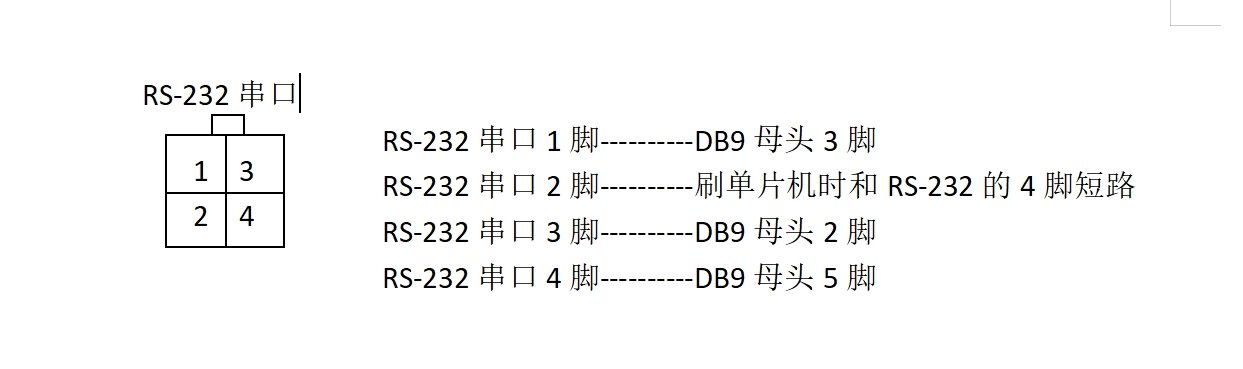 RS-232 串口
1 3
2 4
RS-232 串口 1 脚----------DB9 母头 3 脚
RS-232 串口 2 脚----------刷单片机时和 RS-232 的 4 脚短路
RS-232 串口 3 脚----------DB9 母头 2 脚
RS-232 串口 4 脚----------DB9 母头 5 脚